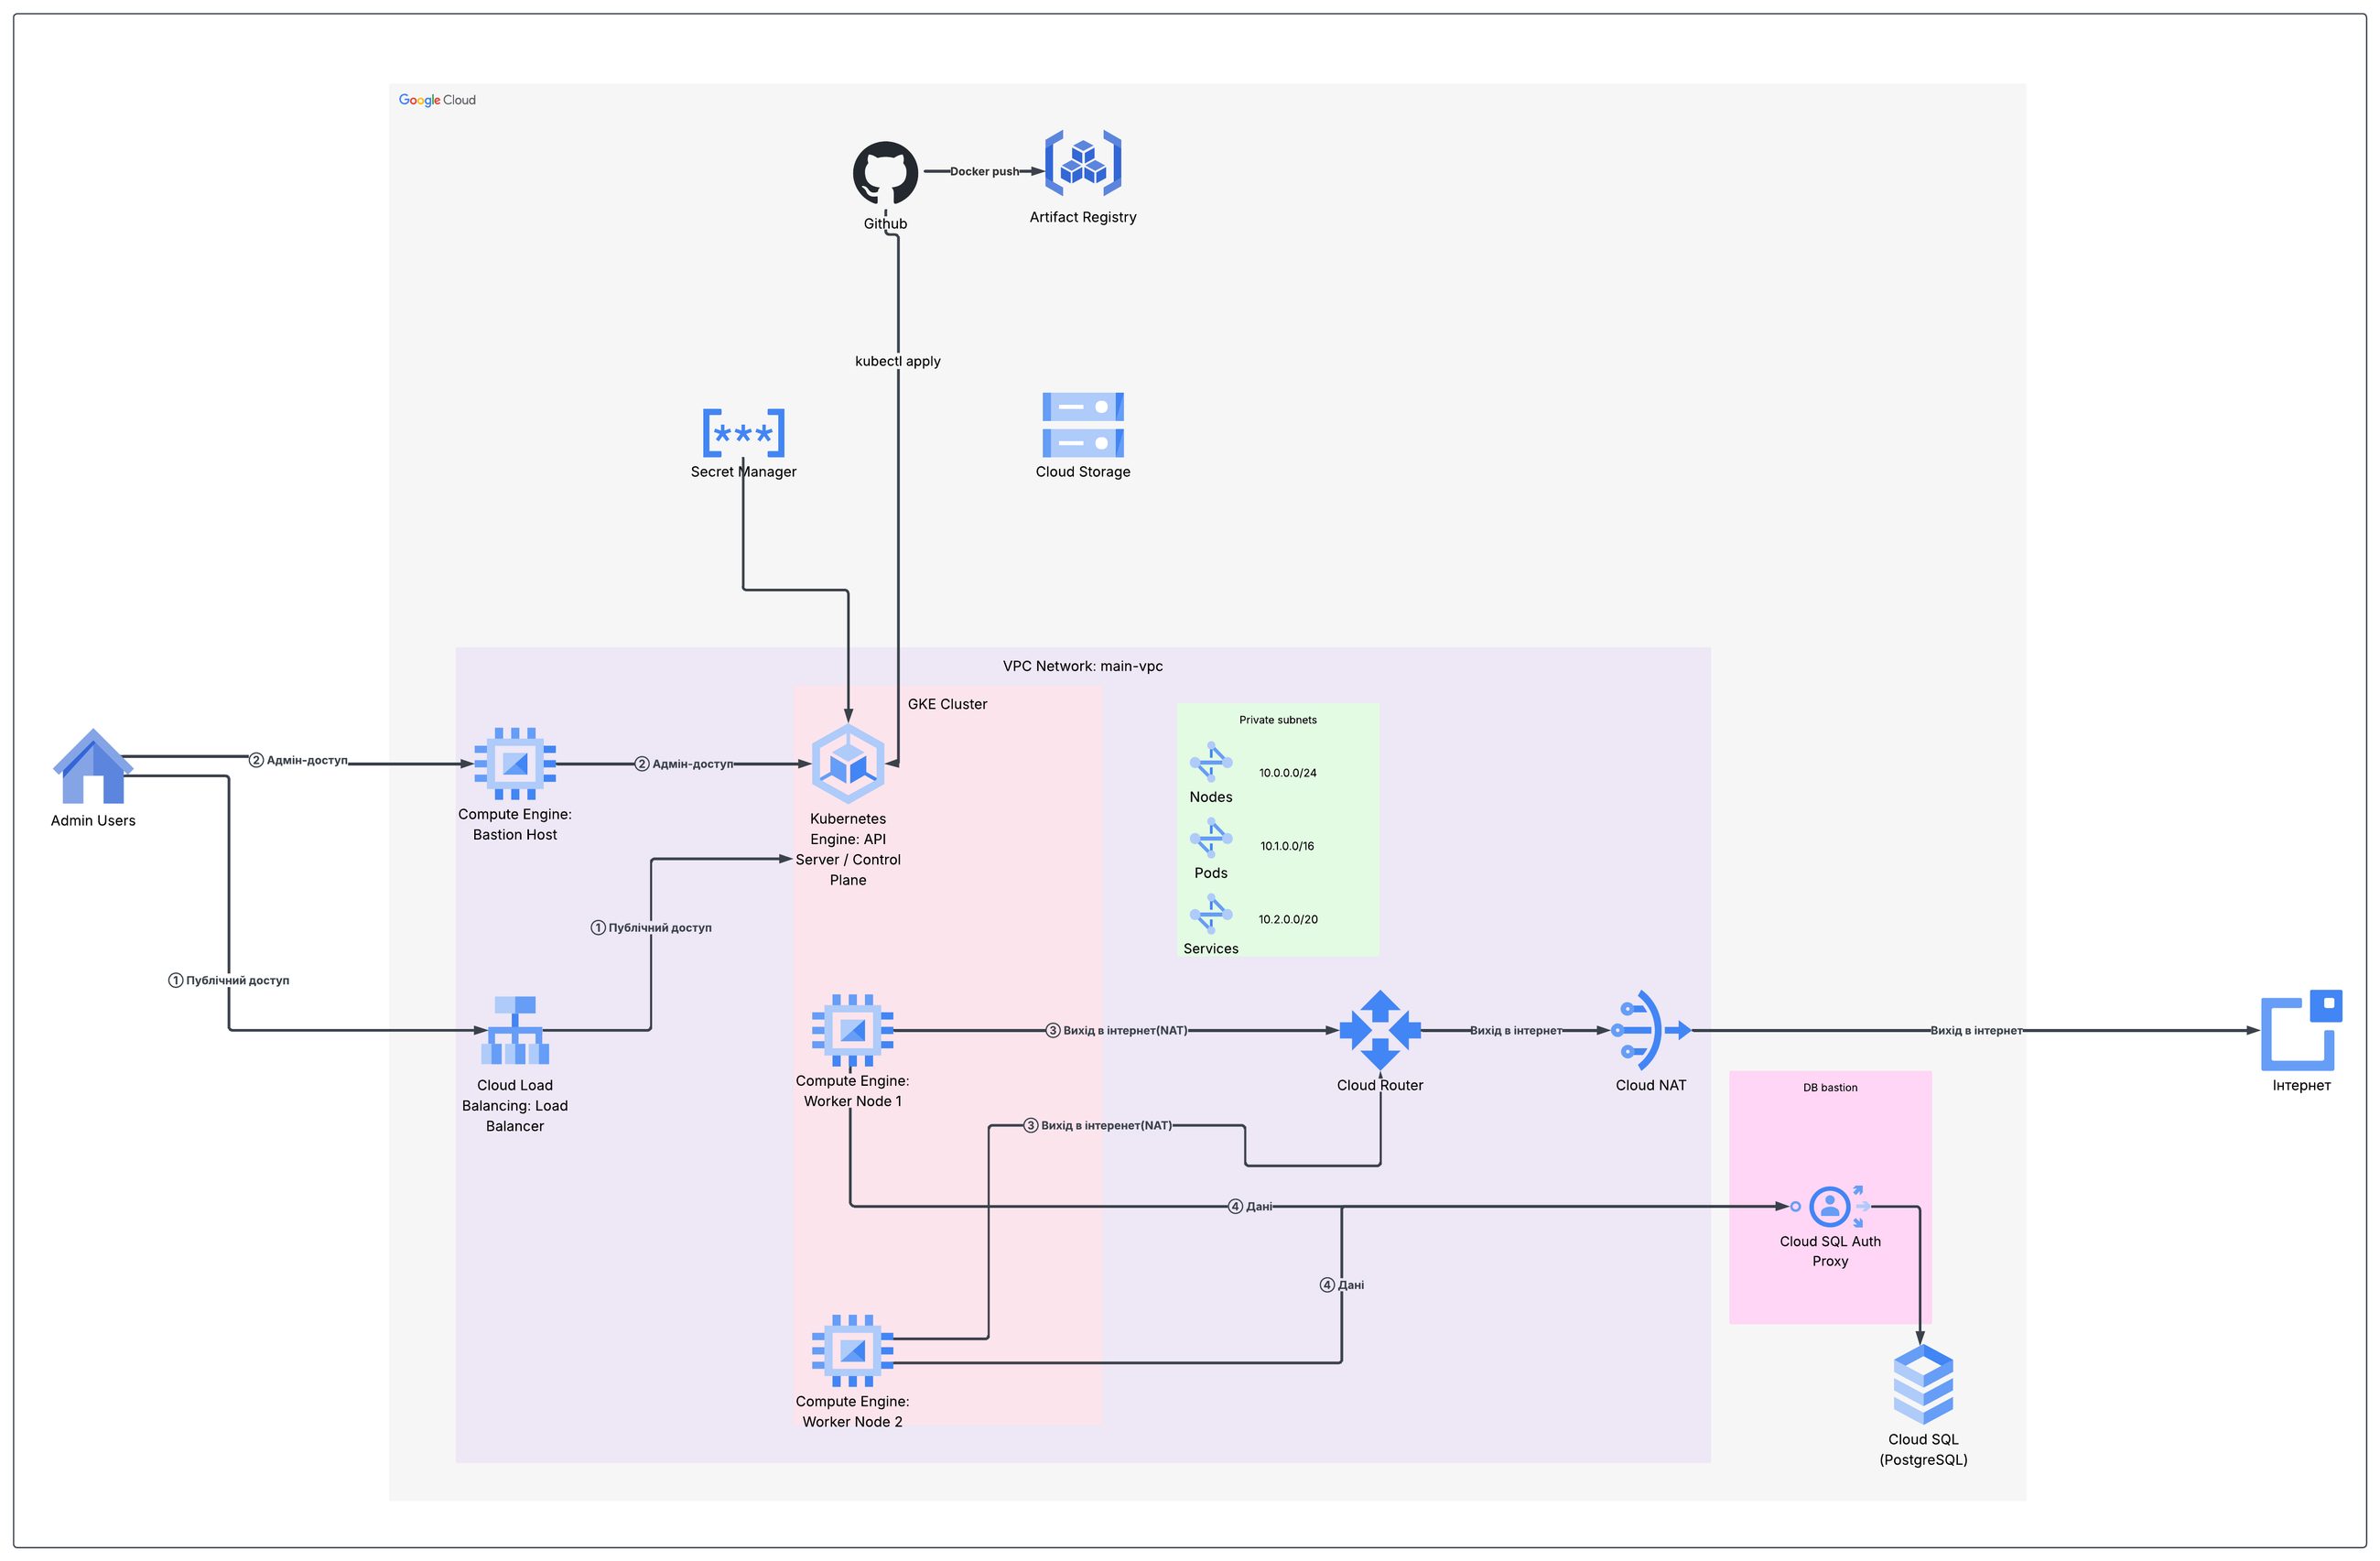 Google Cloud
Docker push
Github
Artifact Registry
kubectl apply
Secret Manager
Cloud Storage
VPC Network: main-vpc
GKE Cluster
Private subnets
10.0.0.0/24
Nodes
10.1.0.0/16
Pods
10.2.0.0/20
Services
② Адмін-доступ
② Адмін-доступ
Admin Users
Compute Engine:
Bastion Host
Kubernetes
Engine: API
Server / Control
Plane
① Публічний доступ
① Публічний доступ
Cloud Load
Balancing: Load
Balancer
③ Вихід в інтернет(NAT)
Вихід в інтернет
Вихід в інтернет
Compute Engine:
Worker Node 1
Cloud Router
Cloud NAT
Інтернет
DB bastion
③ Вихід в інтеренет(NAT)
④ Дані
④ Дані
Cloud SQL Auth
Proxy
Compute Engine:
Worker Node 2
Cloud SQL
(PostgreSQL)